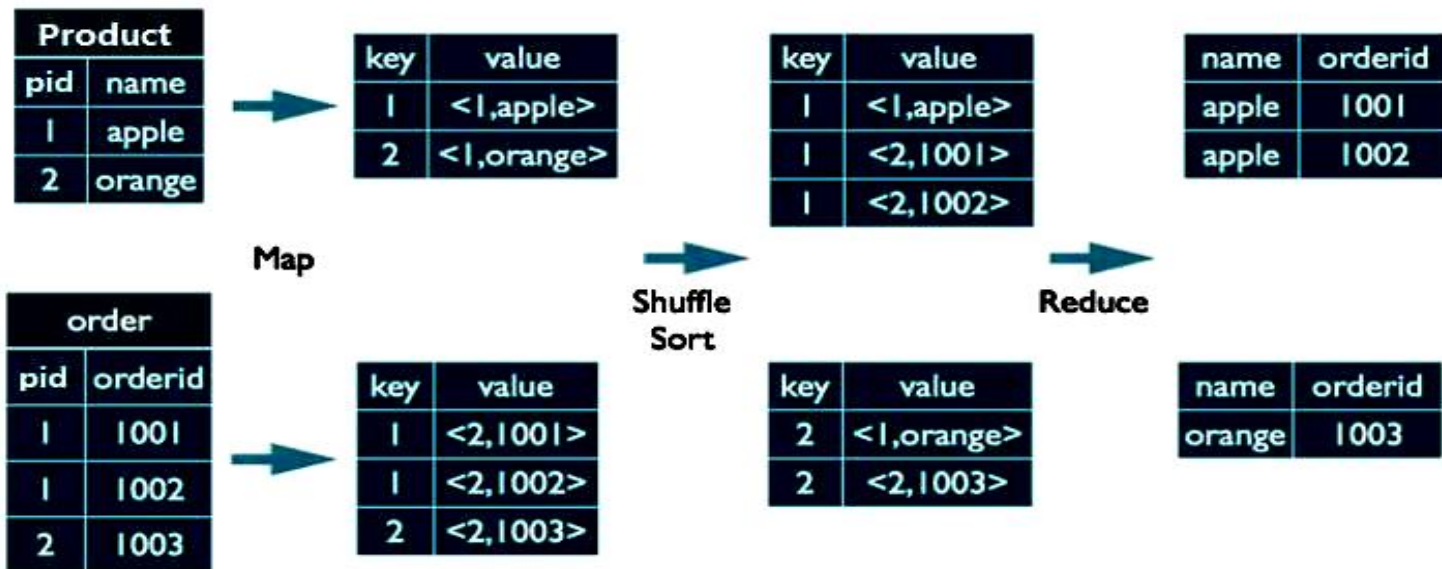 Product
pid name
1 apple
2 orange
key value
1 <1,apple>
2 <1,orange>
key value
1 <1,apple>
1 <2,1001>
1 <2,1002>
name orderid
apple 1001
apple 1002
Map
Shuffle
Sort
Reduce
order
pid orderid
1 1001
1 1002
2 1003
key value
1 <2,1001>
1 <2,1002>
2 <2,1003>
key value
2 <1,orange>
2 <2,1003>
name orderid
orange 1003